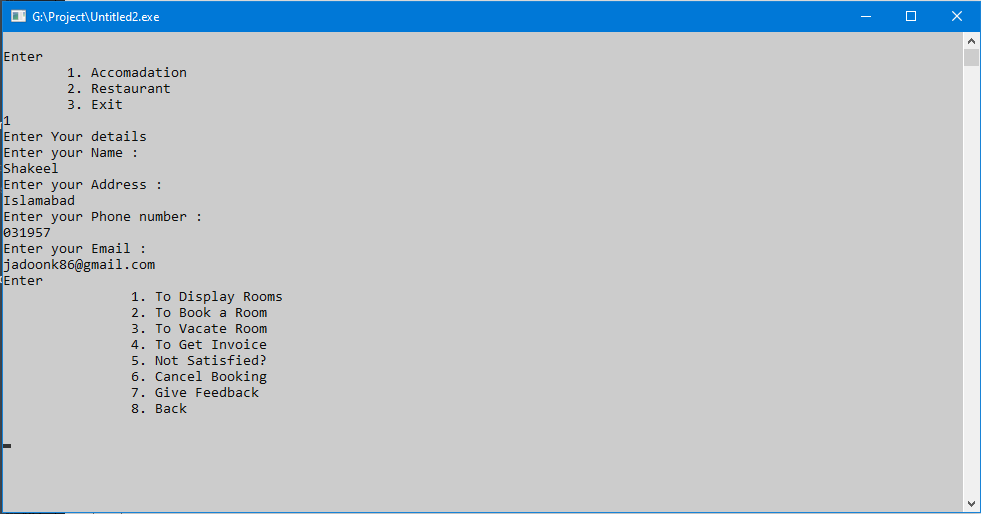 G:\Project\Untitled2.exe
Enter
1. Accomadation
2. Restaurant
3. Exit
1
Enter Your details
Enter your Name :
Shakeel
Enter your Address :
Islamabad
Enter your Phone number :
031957
Enter your Email :
jadoonk86@gmail.com
Enter
1. To Display Rooms
2. To Book a Room
3. To Vacate Room
4. To Get Invoice
5. Not Satisfied?
6. Cancel Booking
7. Give Feedback
8. Back